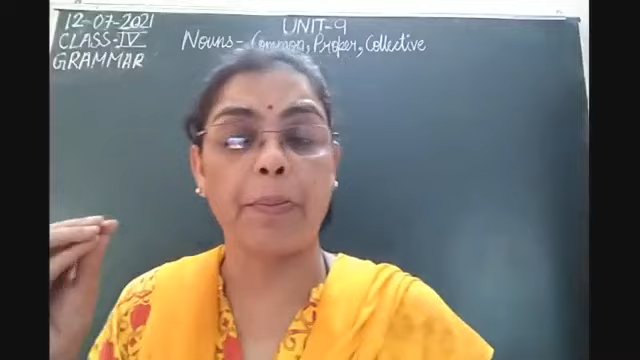 12-07-2021
CLASS-IV
GRAMMAR
UNIT-9
Nouns- Common, Proper, Collective